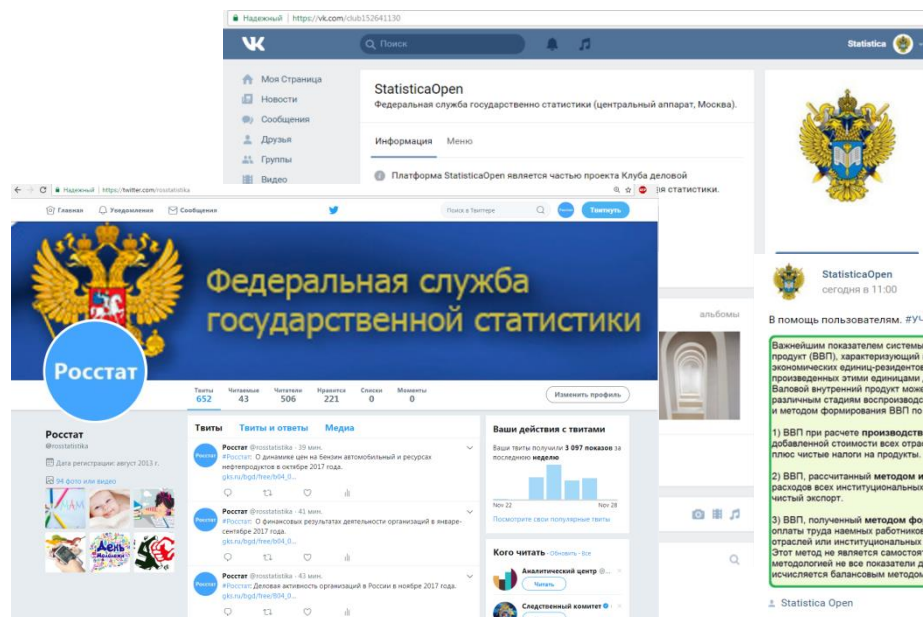 Надежный | https://vk.com/club152641130
Поиск
Statistica
Моя Страница
Новости
Сообщения
Друзья
Группы
Видео
StatisticaOpen
Федеральная служба государственно статистики (центральный аппарат, Москва).
Информация Меню
Платформа StatisticaOpen является частью проекта Клуба деловой
я статистики.
альбомы
StatisticaOpen
сегодня в 11:00
В помощь пользователям. #уч
Важнейшим показателем системы
продукт (ВВП), характеризующий
экономических единиц-резидентов
произведенных этими единицами
Валовой внутренний продукт может
различным стадиям воспроизводс
и методом формирования ВВП по
1) ВВП при расчете производств
добавленной стоимости всех отрас
плюс чистые налоги на продукты.
2) ВВП, рассчитанный методом и
расходов всех институциональных
чистый экспорт.
3) ВВП, полученный методом фор
оплаты труда наемных работников
отраслей или институциональных
Этот метод не является самостоят
методологией не все показатели д
исчисляется балансовым методом
Statistica Open
Надежный | https://twitter.com/rosstatistika
Главная Уведомления Сообщения
Поиск в Твиттере
Твитнуть
Федеральная служба
государственной статистики
Росстат
Твиты Читаемые Читатели Нравится Списки Моменты
652 43 506 221 0 0
Изменить профиль
Росстат
@rosstatistika
Дата регистрации: август 2013 г.
94 фото или видео
День
Твиты Твиты и ответы Медиа
Росстат @rosstatistika · 39 мин.
#Росстат: О динамике цен на бензин автомобильный и ресурсах
нефтепродуктов в октябре 2017 года.
gks.ru/bgd/free/b04_0...
Росстат @rosstatistika · 41 мин.
#Росстат: О финансовых результатах деятельности организаций в январе-
сентябре 2017 года.
gks.ru/bgd/free/b04_0...
Росстат @rosstatistika · 43 мин.
#Росстат: Деловая активность организаций в России в ноябре 2017 года.
gks.ru/bgd/free/b04_0...
Ваши действия с твитами
Ваши твиты получили 3 097 показов за
последнюю неделю
Nov 22 Nov 28
Посмотрите свои популярные твиты
Кого читать · Обновить · Все
Аналитический центр @...
Читать
Следственный комитет